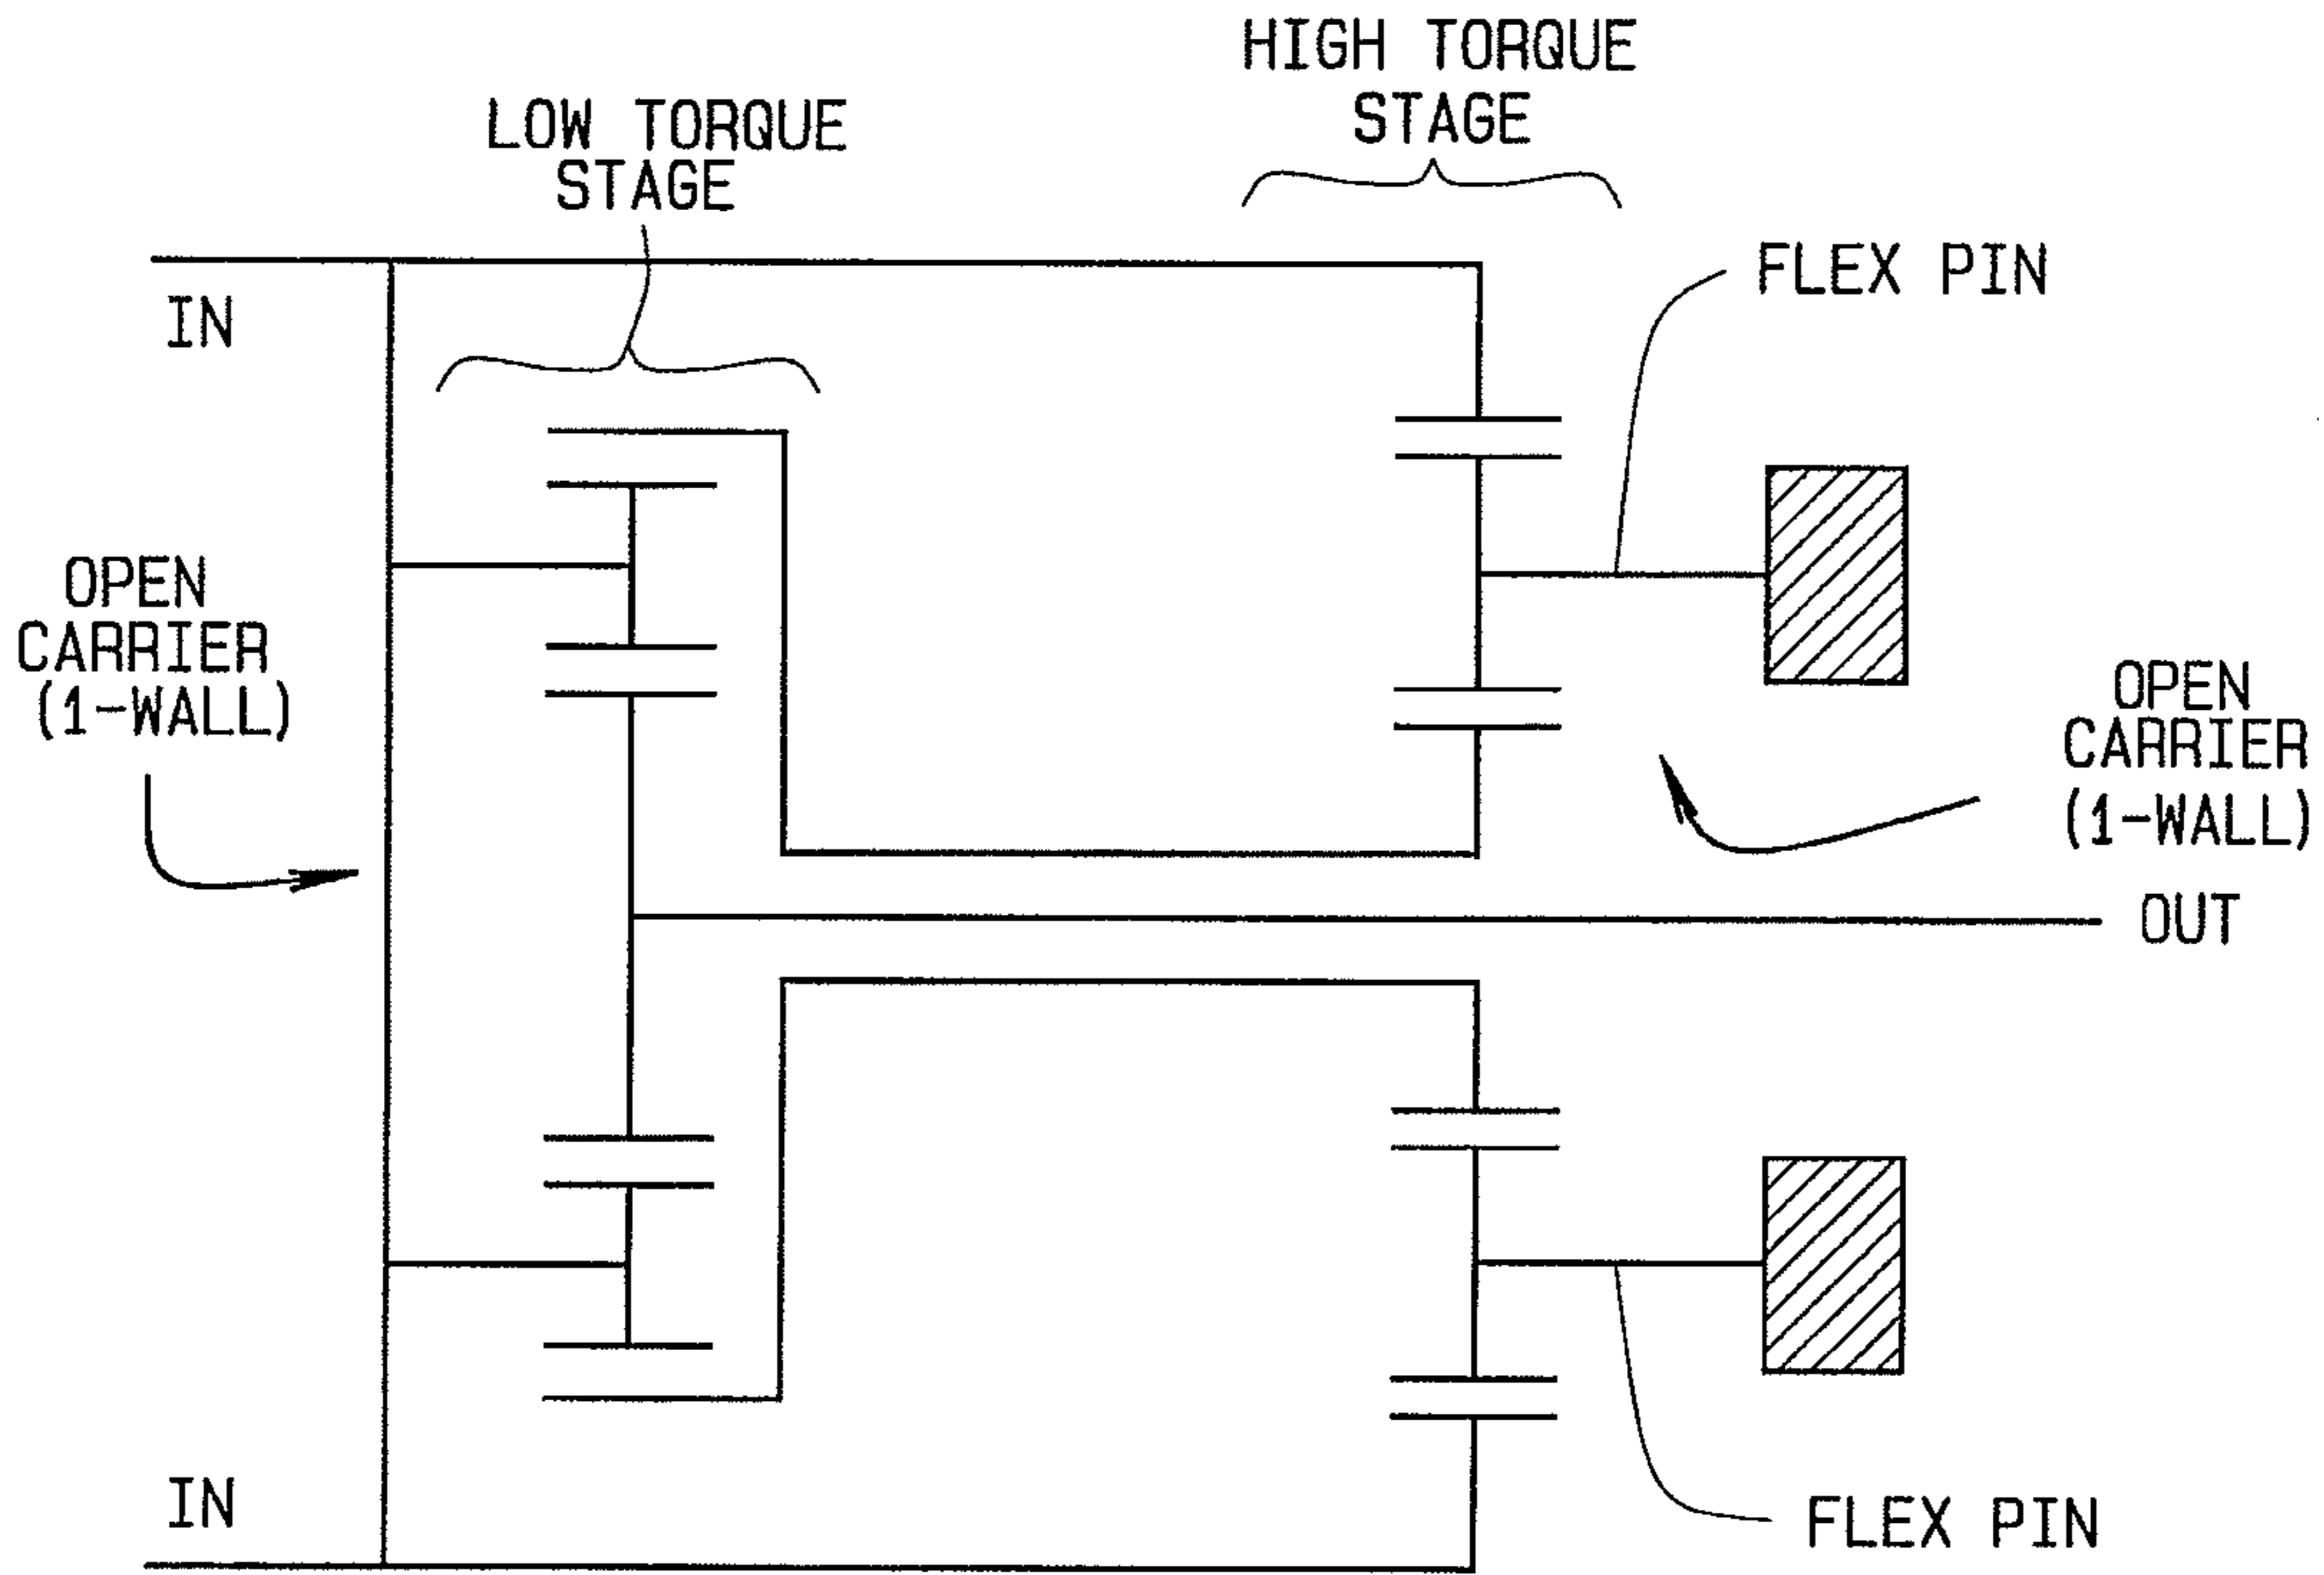 HIGH TORQUE
STAGE
LOW TORQUE
STAGE
FLEX PIN
IN
OPEN
CARRIER
(1-WALL)
OPEN
CARRIER
(1-WALL)
OUT
IN
FLEX PIN